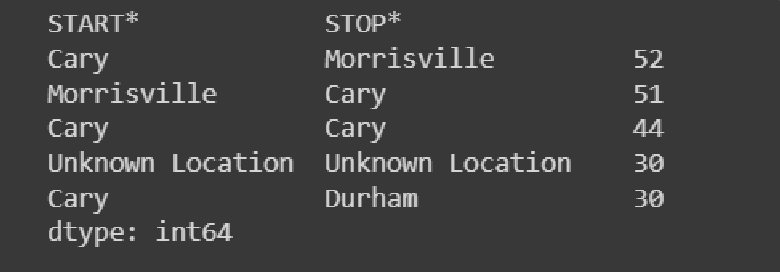 START*            STOP*
Cary              Morrisville         52
Morrisville       Cary                51
Cary              Cary                44
Unknown Location  Unknown Location    30
Cary              Durham              30
dtype: int64